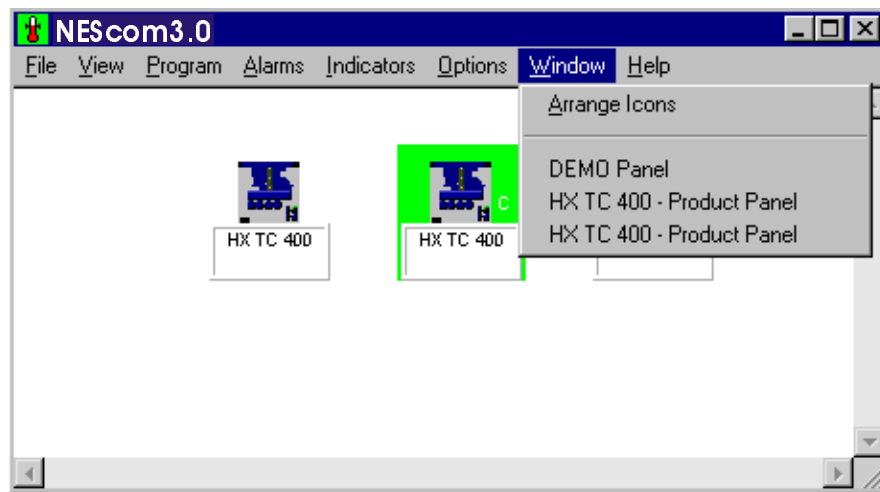 NEScom3.0
File View Program Alarms Indicators Options Window Help
Arrange Icons
DEMO Panel
HX TC 400 - Product Panel
HX TC 400 - Product Panel
C
HX TC 400 HX TC 400